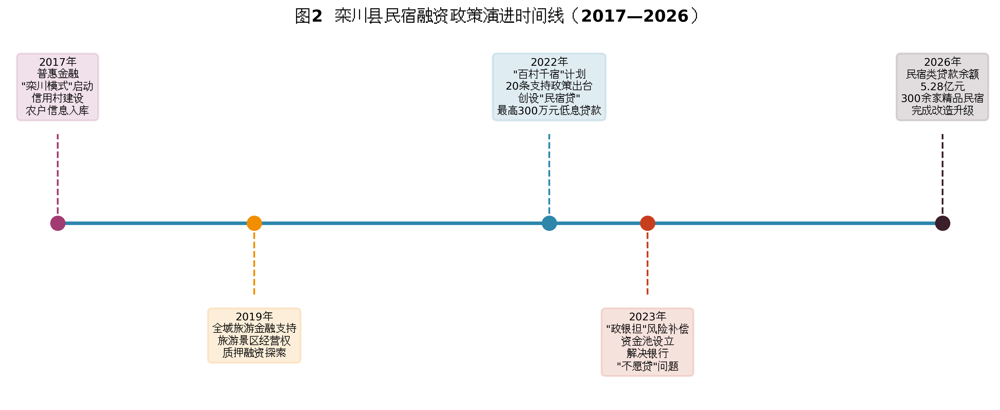 图2 栾川县民宿融资政策演进时间线（2017—2026）
2017年
普惠金融
"栾川模式"启动
信用村建设
农户信息入库
2019年
全域旅游金融支持
旅游景区经营权
质押融资探索
2022年
"百村千宿"计划
20条支持政策出台
创设"民宿贷"
最高300万元低息贷款
2023年
"政银担"风险补偿
资金池设立
解决银行
"不愿贷"问题
2026年
民宿类贷款余额
5.28亿元
300余家精品民宿
完成改造升级